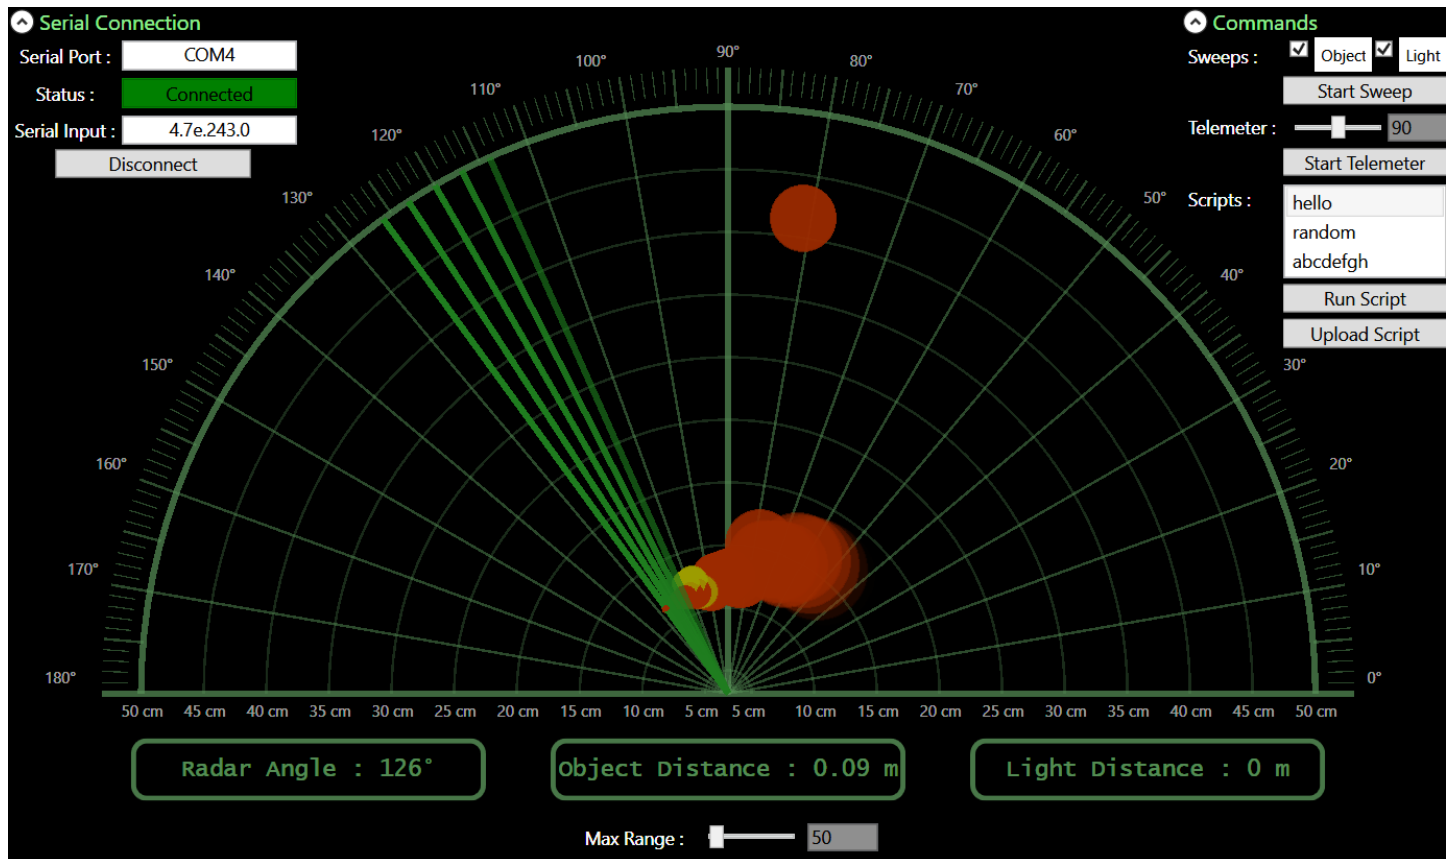 Serial Connection
Serial Port : COM4
Status : Connected
Serial Input : 4.7e.243.0
Disconnect
Commands
Sweeps : Object Light
Start Sweep
Telemeter : 90
Start Telemeter
Scripts :
hello
random
abcdefgh
Run Script
Upload Script
180°
170°
160°
150°
140°
130°
120°
110°
100°
90°
80°
70°
60°
50°
40°
30°
20°
10°
0°
50 cm 45 cm 40 cm 35 cm 30 cm 25 cm 20 cm 15 cm 10 cm 5 cm 5 cm 10 cm 15 cm 20 cm 25 cm 30 cm 35 cm 40 cm 45 cm 50 cm
Radar Angle : 126°
Object Distance : 0.09 m
Light Distance : 0 m
Max Range : 50